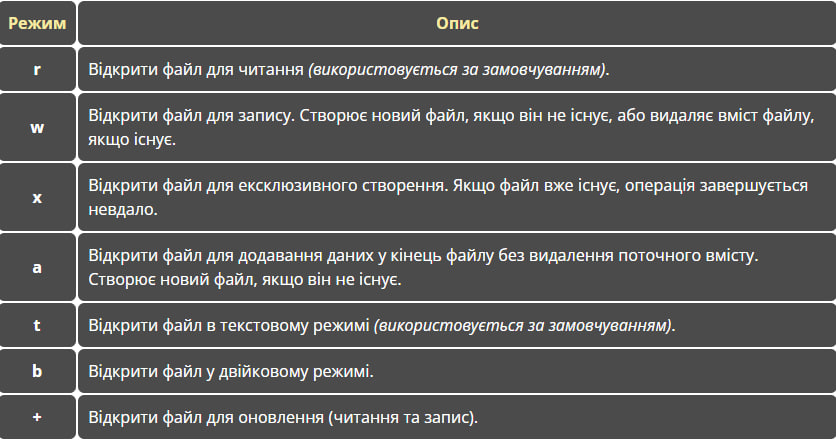 Режим Опис
r Відкрити файл для читання (використовується за замовчуванням).
w Відкрити файл для запису. Створює новий файл, якщо він не існує, або видаляє вміст файлу,
якщо існує.
x Відкрити файл для ексклюзивного створення. Якщо файл вже існує, операція завершується
невдало.
a Відкрити файл для додавання даних у кінець файлу без видалення поточного вмісту.
Створює новий файл, якщо він не існує.
t Відкрити файл в текстовому режимі (використовується за замовчуванням).
b Відкрити файл у двійковому режимі.
+ Відкрити файл для оновлення (читання та запис).